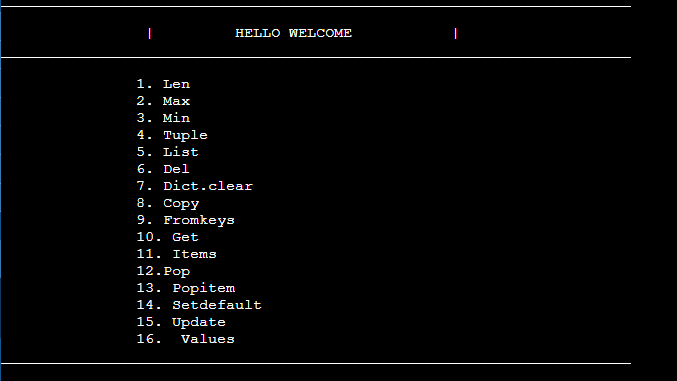 | HELLO WELCOME |
1. Len
2. Max
3. Min
4. Tuple
5. List
6. Del
7. Dict.clear
8. Copy
9. Fromkeys
10. Get
11. Items
12.Pop
13. Popitem
14. Setdefault
15. Update
16.  Values